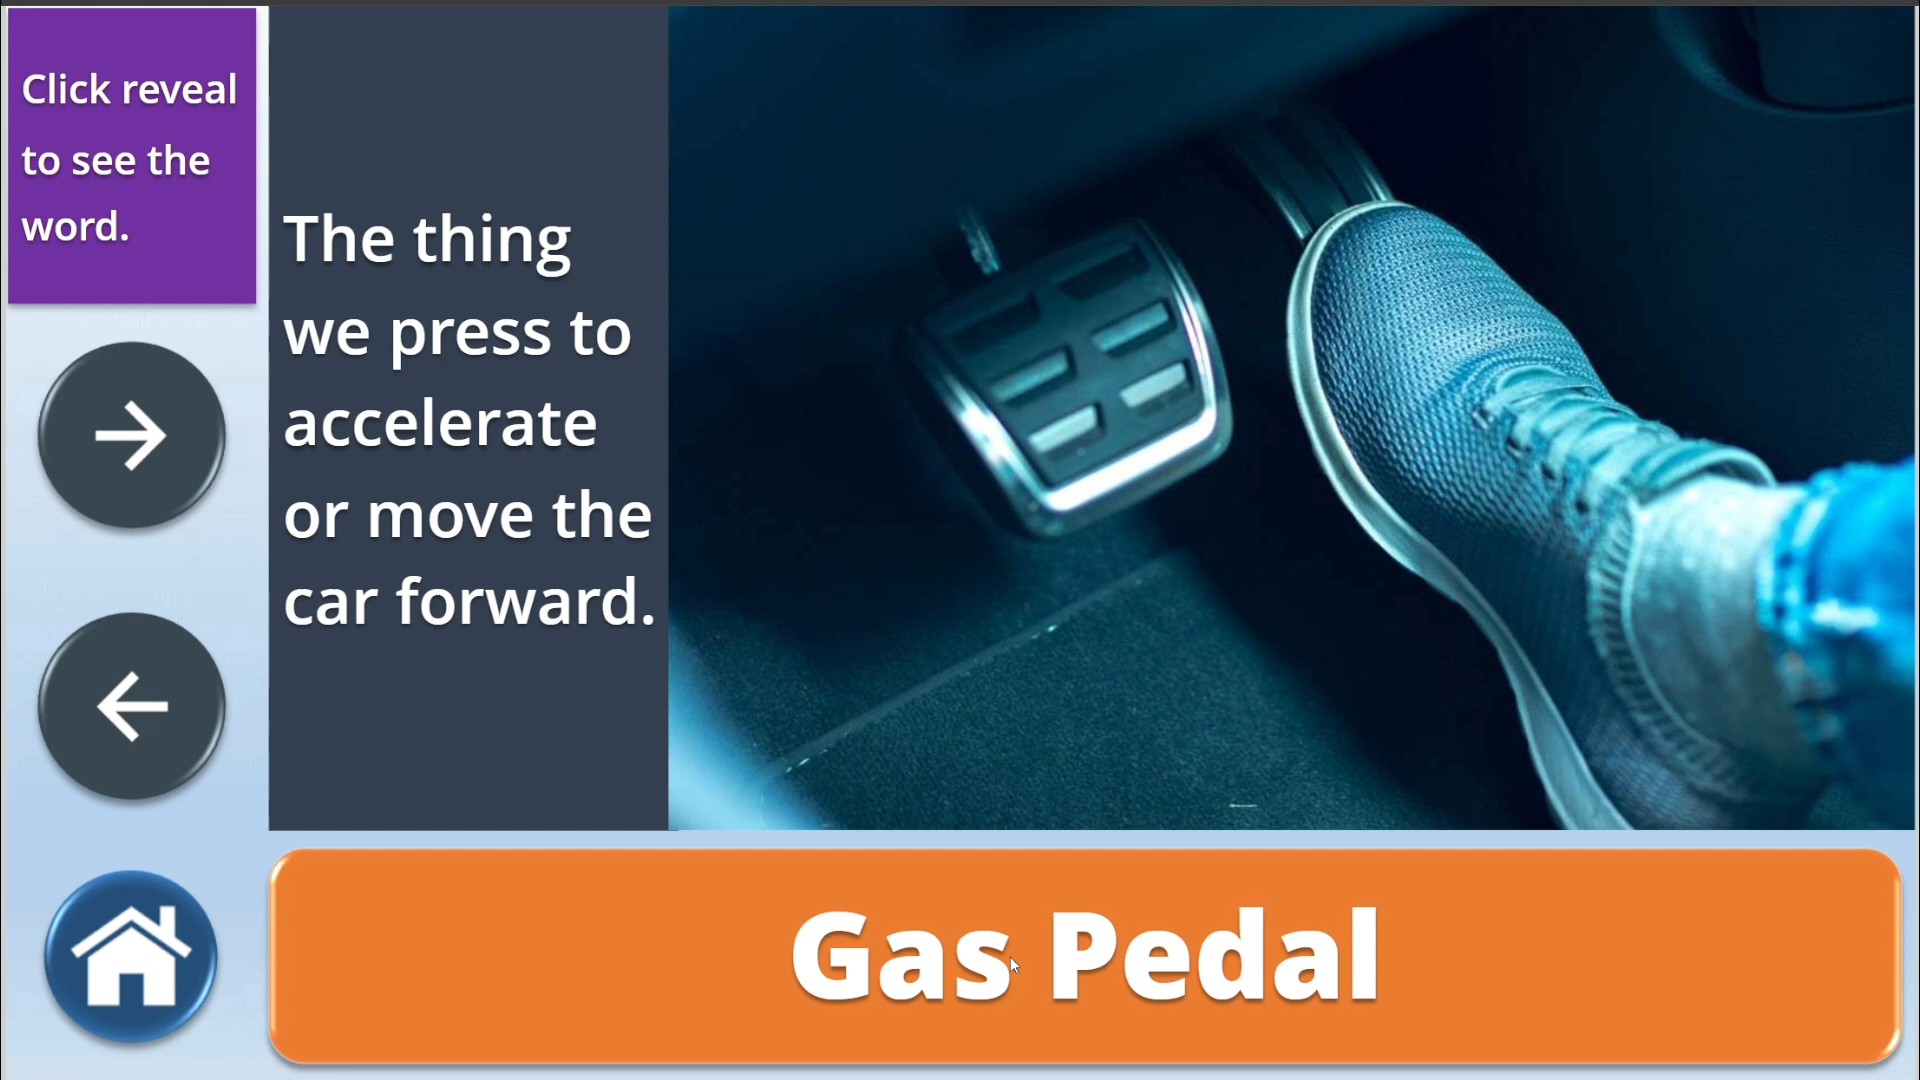 Click reveal
to see the
word.
The thing
we press to
accelerate
or move the
car forward.
Gas Pedal